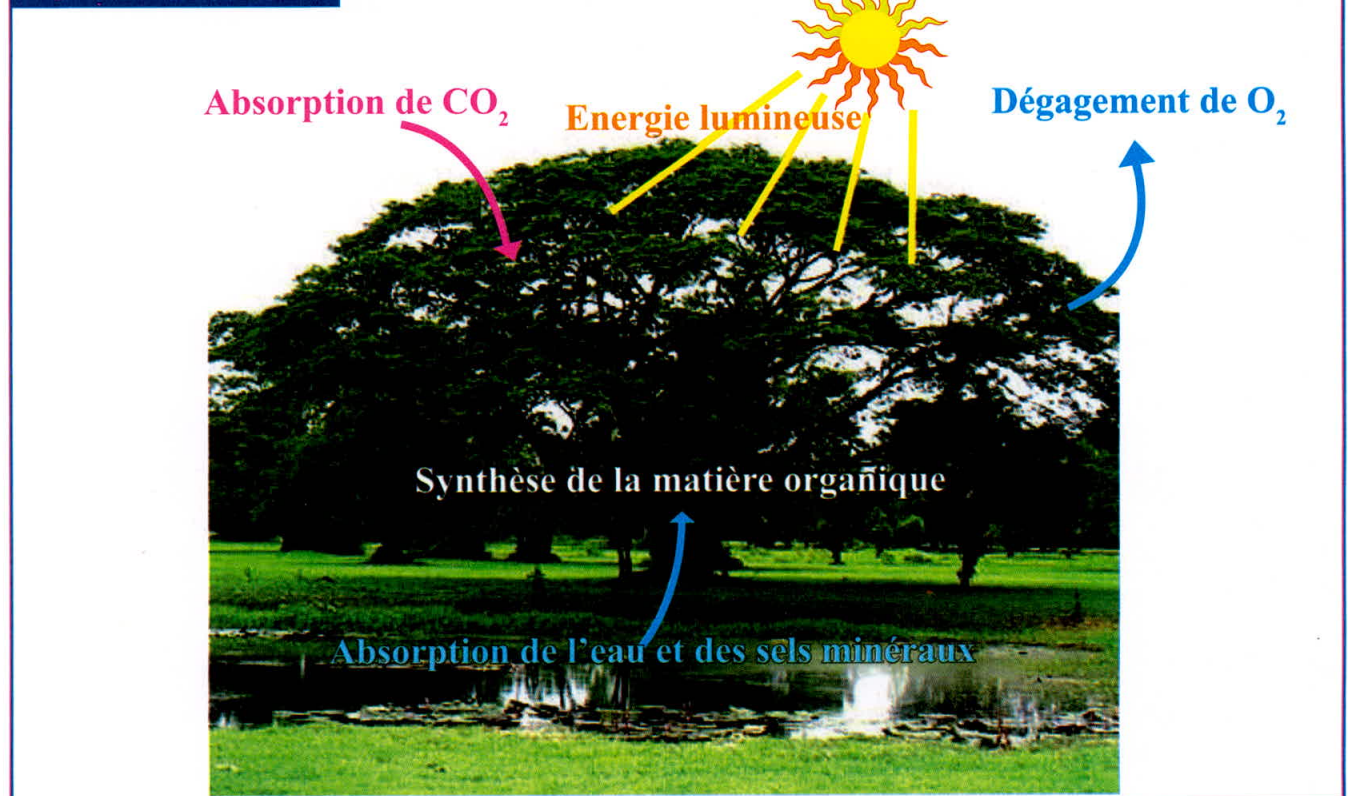 Absorption de CO₂
Energie lumineuse
Dégagement de O₂
Synthèse de la matière organique
Absorption de l'eau et des sels minéraux